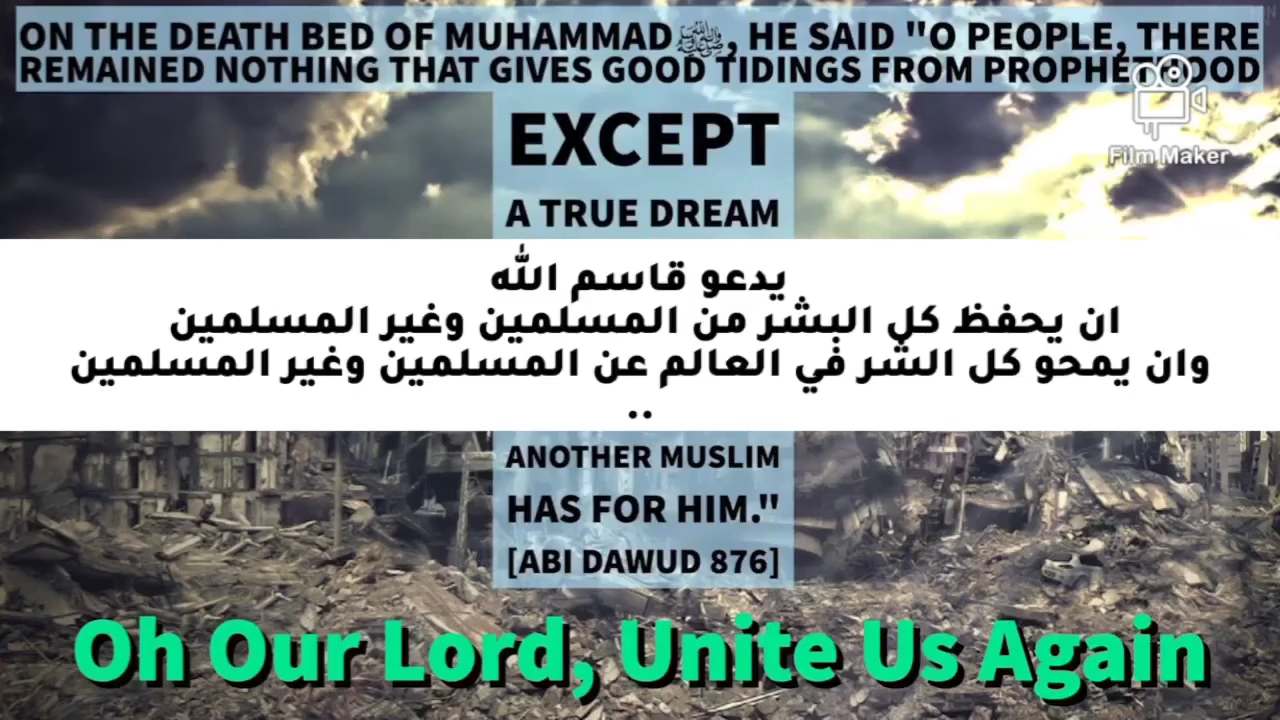 ON THE DEATH BED OF MUHAMMADﷺ, HE SAID "O PEOPLE, THERE
REMAINED NOTHING THAT GIVES GOOD TIDINGS FROM PROPHETHOOD
Film Maker
EXCEPT
A TRUE DREAM
يدعو قاسم الله
ان يحفظ كل البشر من المسلمين وغير المسلمين
وان يمحو كل الشر في العالم عن المسلمين وغير المسلمين
..
ANOTHER MUSLIM
HAS FOR HIM."
[ABI DAWUD 876]
Oh Our Lord, Unite Us Again